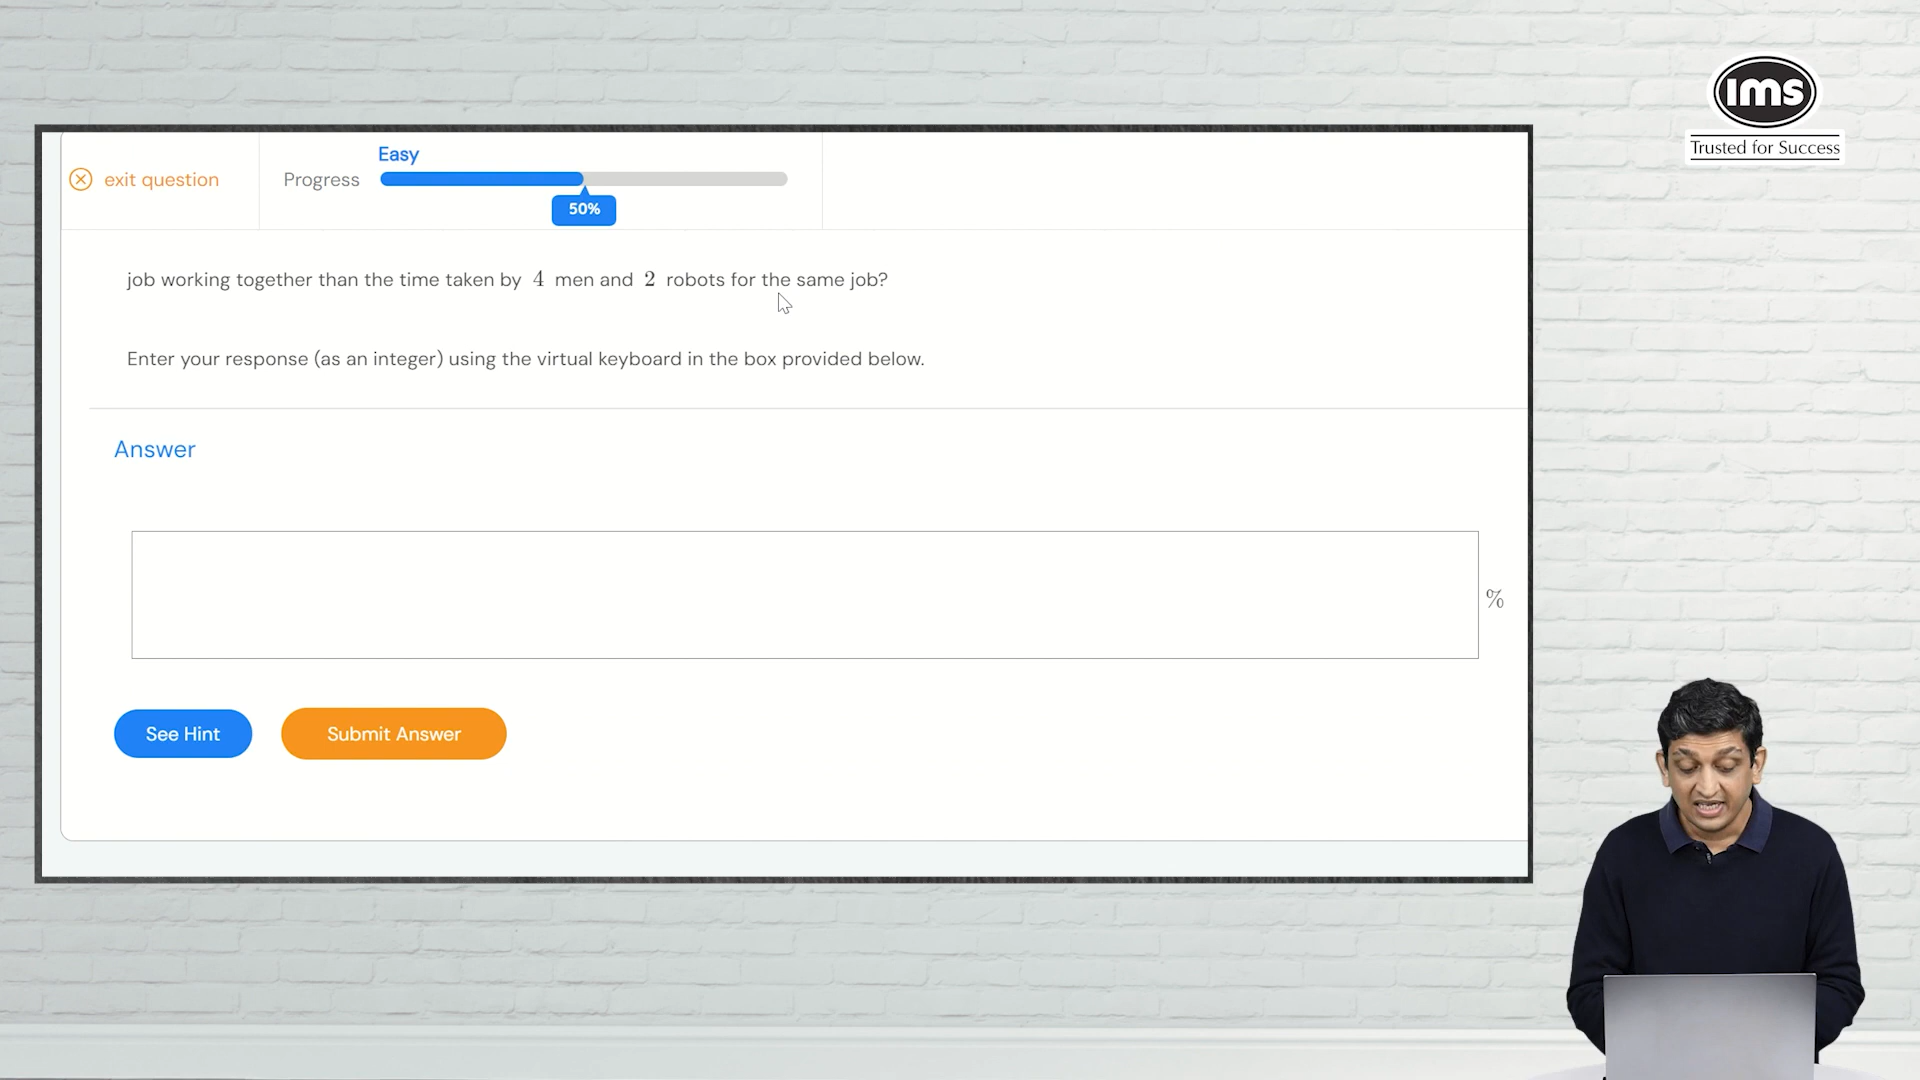 ims
Trusted for Success
Easy
exit question
Progress
50%
job working together than the time taken by 4 men and 2 robots for the same job?
Enter your response (as an integer) using the virtual keyboard in the box provided below.
Answer
%
See Hint
Submit Answer